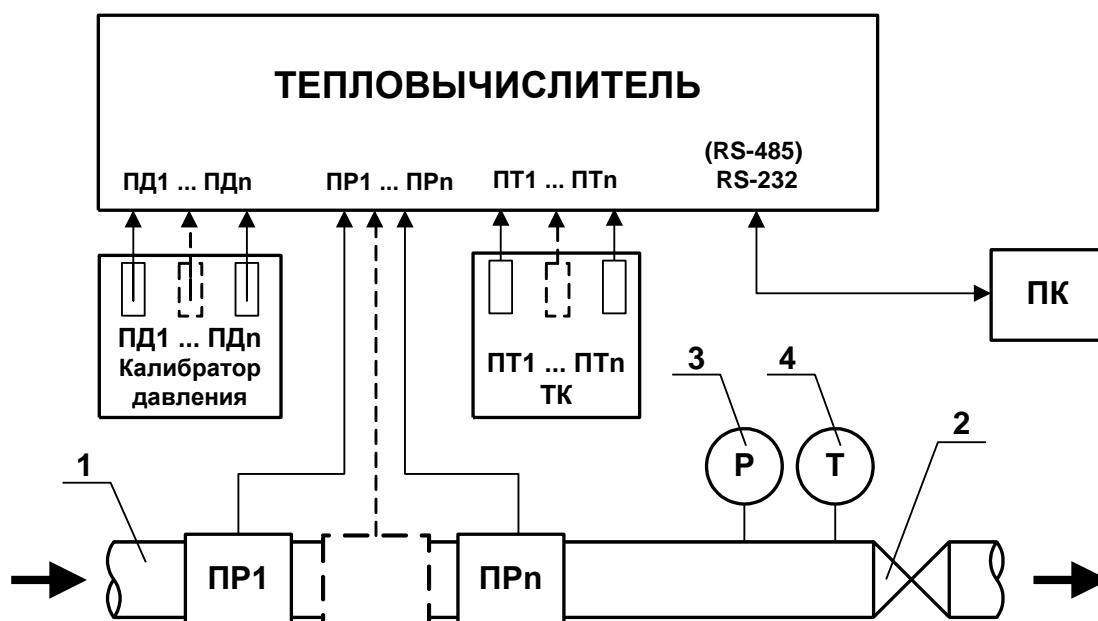 ТЕПЛОВЫЧИСЛИТЕЛЬ
(RS-485)
ПД1 ... ПДn ПР1 ... ПРn ПТ1 ... ПТn RS-232
ПК
ПД1 ... ПДn
Калибратор
давления
ПТ1 ... ПТn
ТК
3 4
2
1
P T
ПР1 ПРn